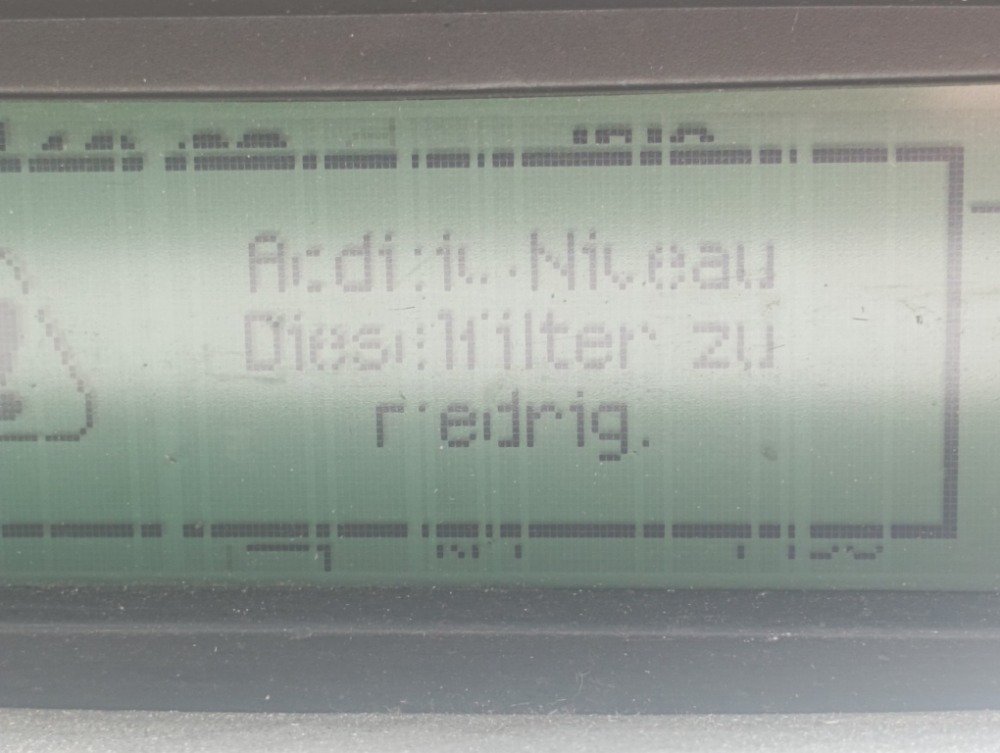 Additiv-Niveau
Dieselfilter zu
niedrig.